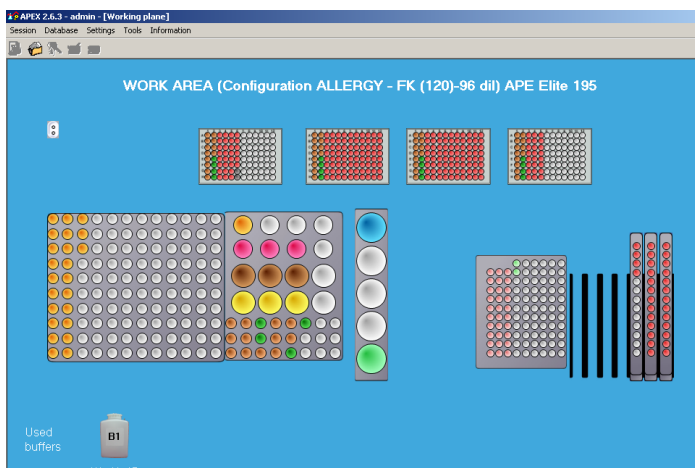 APEX 2.6.3 - admin - [Working plane]
Session Database Settings Tools Information
WORK AREA (Configuration ALLERGY - FK (120)-96 dil) APE Elite 195
Used
buffers
B1